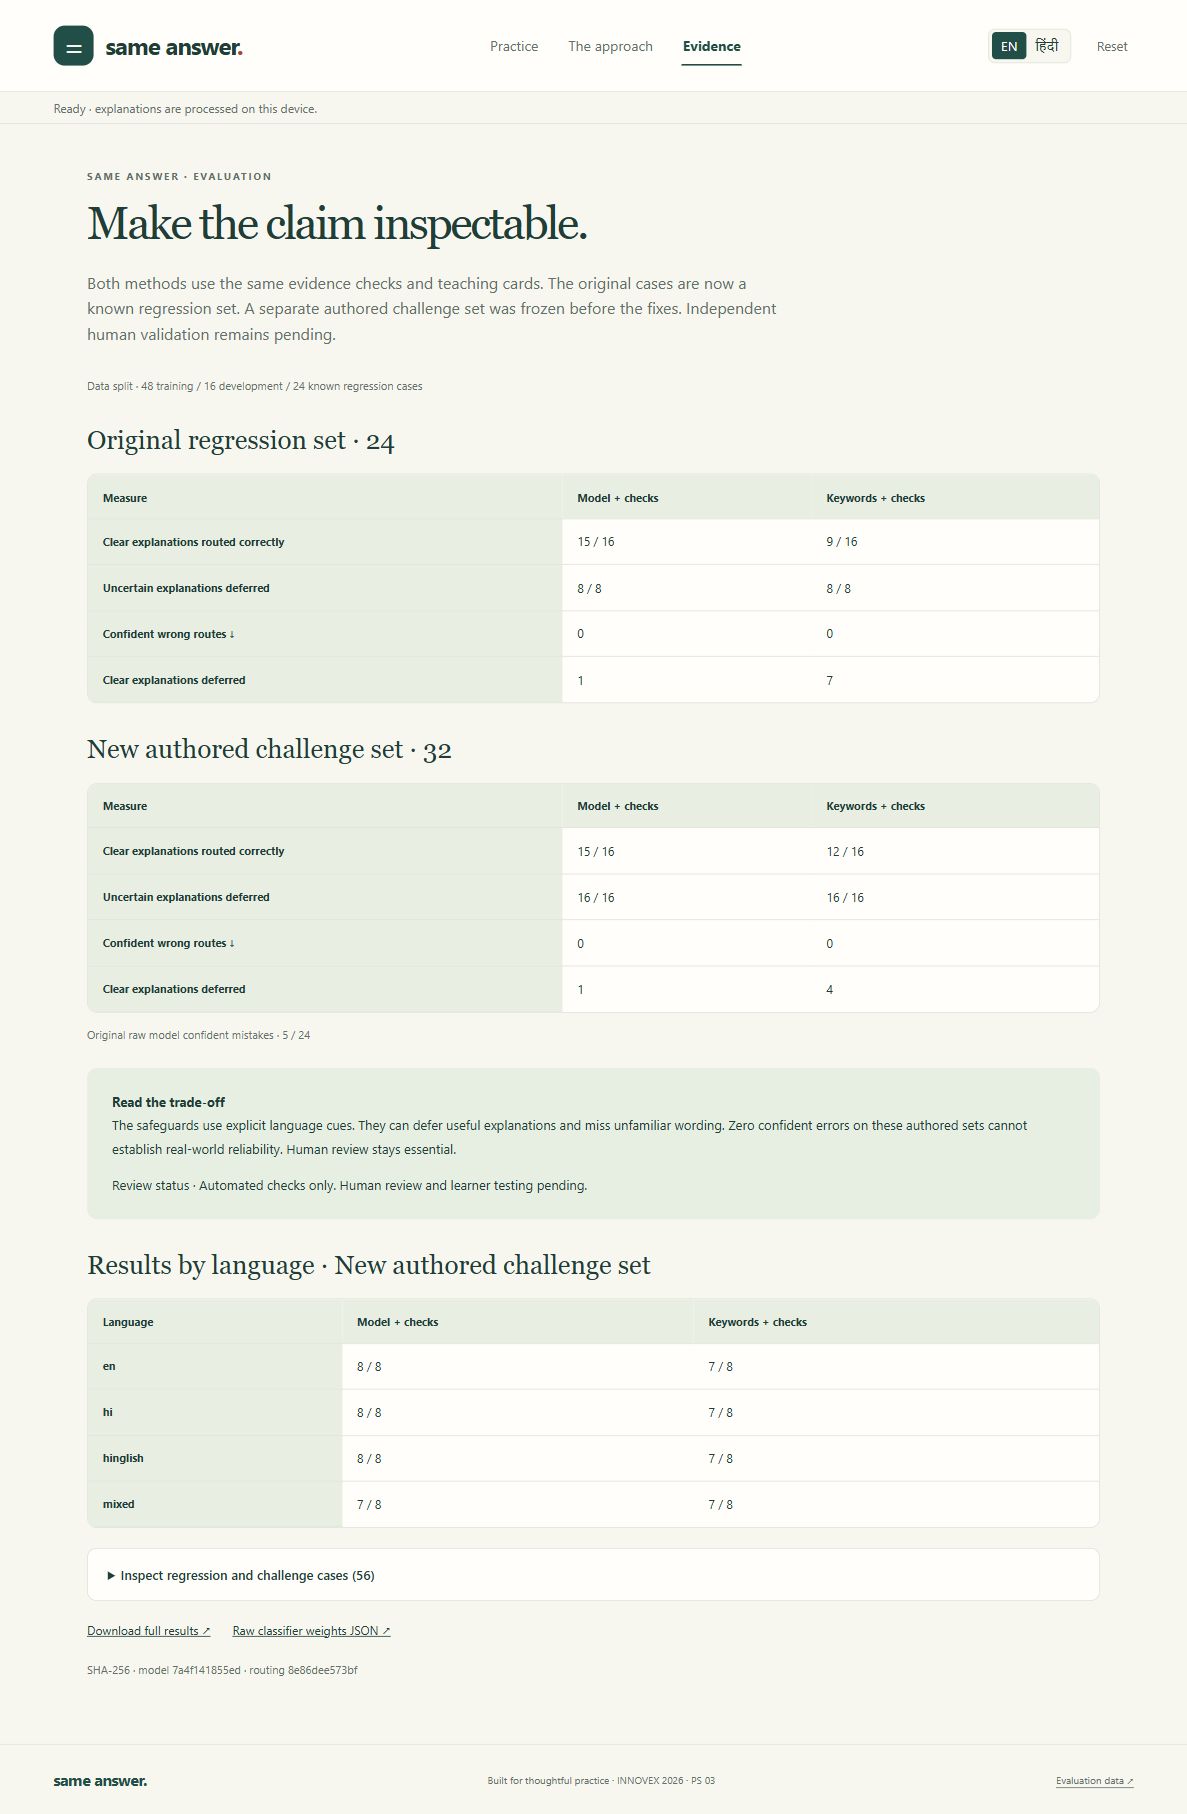 same answer.
Practice The approach Evidence
EN हिंदी Reset
Ready · explanations are processed on this device.
SAME ANSWER · EVALUATION
Make the claim inspectable.
Both methods use the same evidence checks and teaching cards. The original cases are now a
known regression set. A separate authored challenge set was frozen before the fixes. Independent
human validation remains pending.
Data split · 48 training / 16 development / 24 known regression cases
Original regression set · 24
Measure Model + checks Keywords + checks
Clear explanations routed correctly 15 / 16 9 / 16
Uncertain explanations deferred 8 / 8 8 / 8
Confident wrong routes ↓ 0 0
Clear explanations deferred 1 7
New authored challenge set · 32
Measure Model + checks Keywords + checks
Clear explanations routed correctly 15 / 16 12 / 16
Uncertain explanations deferred 16 / 16 16 / 16
Confident wrong routes ↓ 0 0
Clear explanations deferred 1 4
Original raw model confident mistakes · 5 / 24
Read the trade-off
The safeguards use explicit language cues. They can defer useful explanations and miss unfamiliar wording. Zero confident errors on these authored sets cannot
establish real-world reliability. Human review stays essential.
Review status · Automated checks only. Human review and learner testing pending.
Results by language · New authored challenge set
Language Model + checks Keywords + checks
en 8 / 8 7 / 8
hi 8 / 8 7 / 8
hinglish 8 / 8 7 / 8
mixed 7 / 8 7 / 8
▶ Inspect regression and challenge cases (56)
Download full results ↗ Raw classifier weights JSON ↗
SHA-256 · model 7a4f141855ed · routing 8e86dee573bf
same answer.
Built for thoughtful practice · INNOVEX 2026 · PS 03
Evaluation data ↗